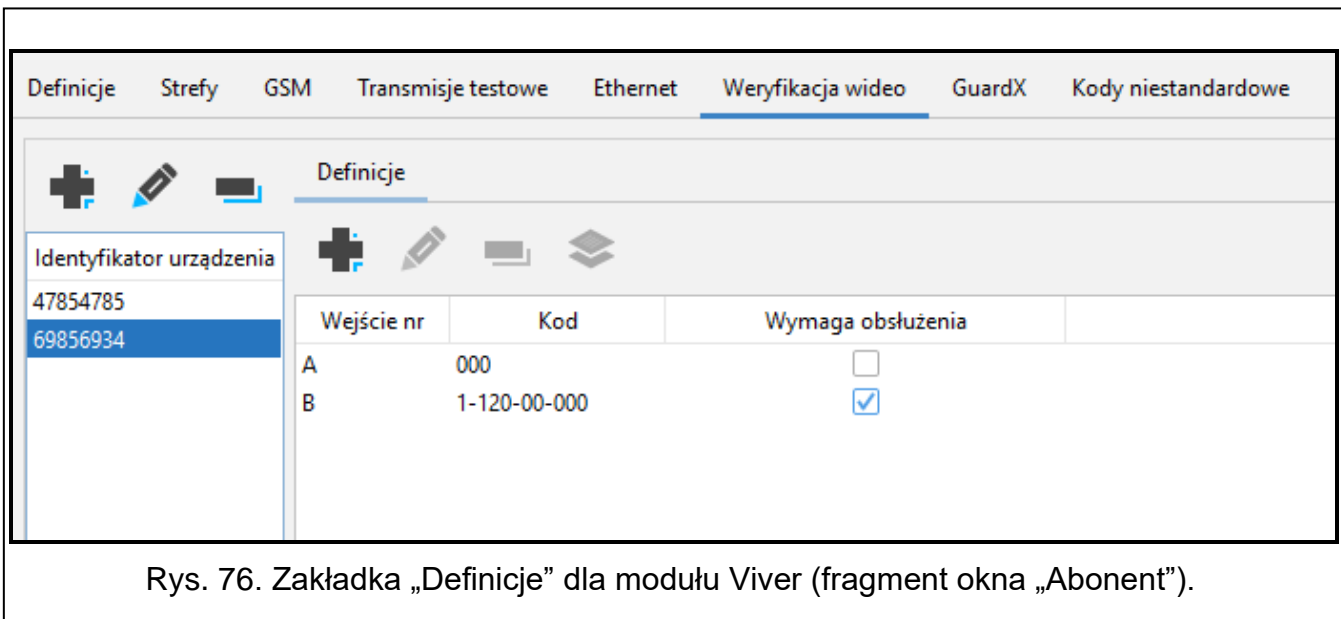 Definicje Strefy GSM Transmisje testowe Ethernet Weryfikacja wideo GuardX Kody niestandardowe
Definicje
Identyfikator urządzenia
47854785
69856934
Wejście nr Kod Wymaga obsłużenia
A 000
B 1-120-00-000
Rys. 76. Zakładka „Definicje” dla modułu Viver (fragment okna „Abonent”).